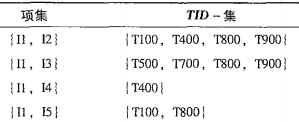 项集 TID-集
{I1, I2} {T100, T400, T800, T900}
{I1, I3} {T500, T700, T800, T900}
{I1, I4} {T400}
{I1, I5} {T100, T800}